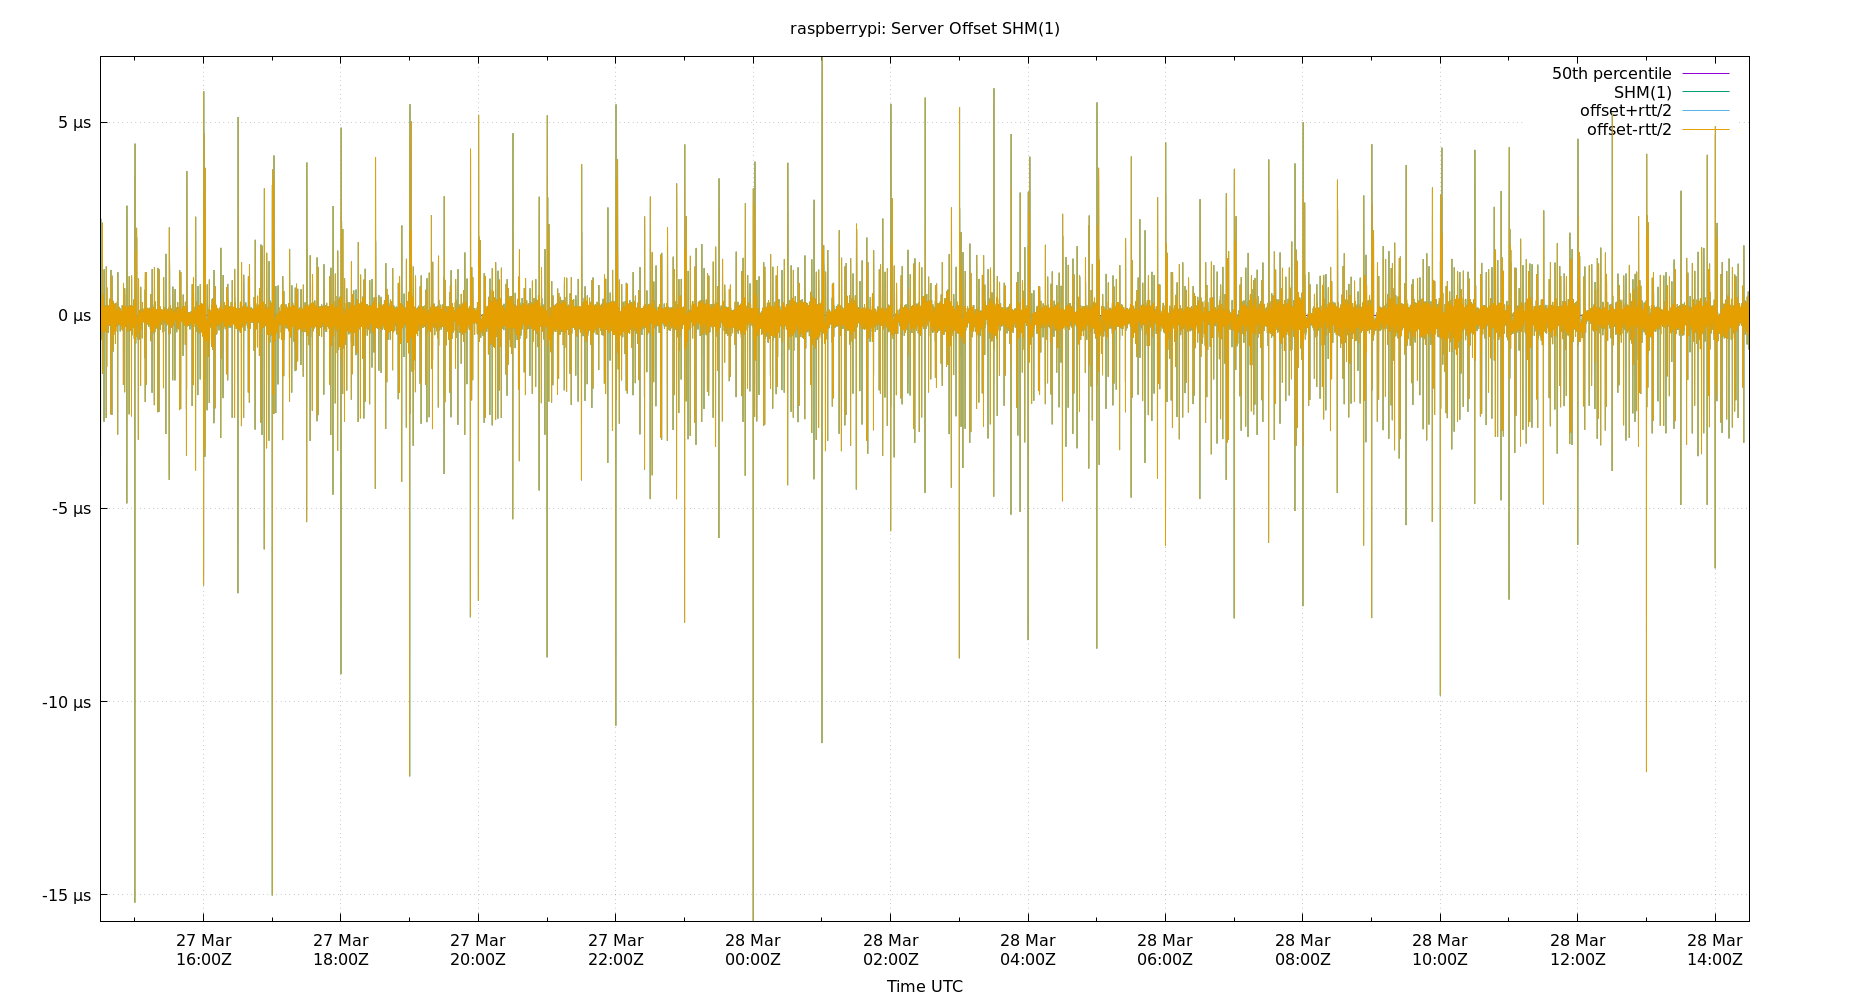 raspberrypi: Server Offset SHM(1)
50th percentile
SHM(1)
offset+rtt/2
offset-rtt/2
5 µs
0 µs
-5 µs
-10 µs
-15 µs
27 Mar 27 Mar 27 Mar 27 Mar 28 Mar 28 Mar 28 Mar 28 Mar 28 Mar 28 Mar 28 Mar 28 Mar
16:00Z 18:00Z 20:00Z 22:00Z 00:00Z 02:00Z 04:00Z 06:00Z 08:00Z 10:00Z 12:00Z 14:00Z
Time UTC